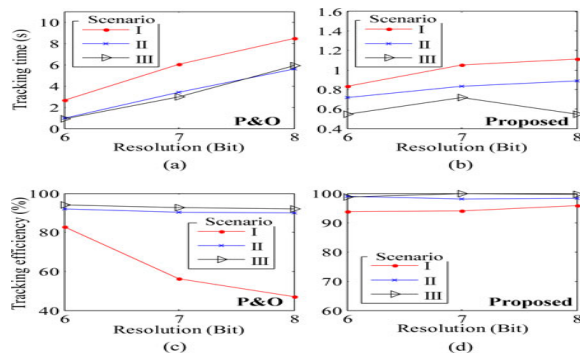 Tracking time (s)
10
8
6
4
2
0
Scenario
I
II
III
P&O
6
7
8
Resolution (Bit)
(a)
1.6
1.4
1.2
1
0.8
0.6
0.4
Scenario
I
II
III
Proposed
6
7
8
Resolution (Bit)
(b)
Tracking efficiency (%)
100
80
60
40
Scenario
I
II
III
P&O
6
7
8
Resolution (Bit)
(c)
100
90
80
70
60
Scenario
I
II
III
Proposed
6
7
8
Resolution (Bit)
(d)